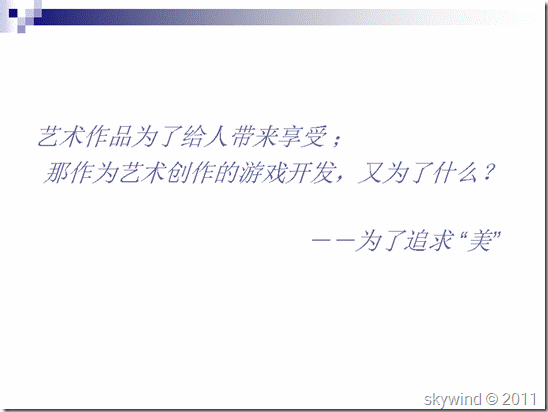 艺术作品为了给人带来享受；
那作为艺术创作的游戏开发，又为了什么？
－－为了追求“美”
skywind © 2011